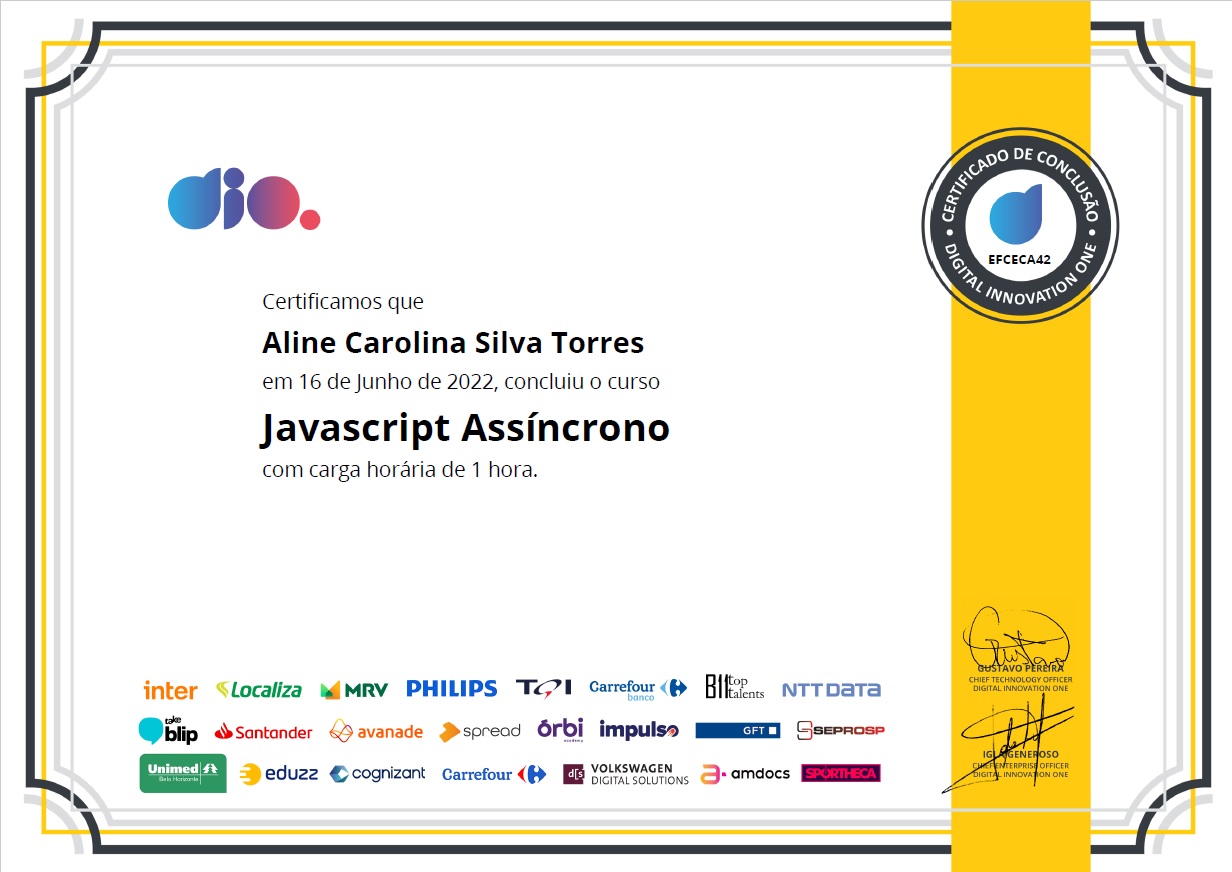 dio.
CERTIFICADO DE CONCLUSÃO
EFCECA42
DIGITAL INNOVATION ONE
Certificamos que
Aline Carolina Silva Torres
em 16 de Junho de 2022, concluiu o curso
Javascript Assíncrono
com carga horária de 1 hora.
GUSTAVO PEREIRA
CHIEF TECHNOLOGY OFFICER
DIGITAL INNOVATION ONE
inter Localiza MRV PHILIPS TQI Carrefour banco B11 top talents NTT DATA
take blip Santander avanade spread órbi academy impulso GFT SEPROSP
IGLÁ GENEROSO
CHIEF ENTERPRISE OFFICER
DIGITAL INNOVATION ONE
Unimed Belo Horizonte eduzz cognizant Carrefour d[s VOLKSWAGEN DIGITAL SOLUTIONS amdocs SPORTHECA